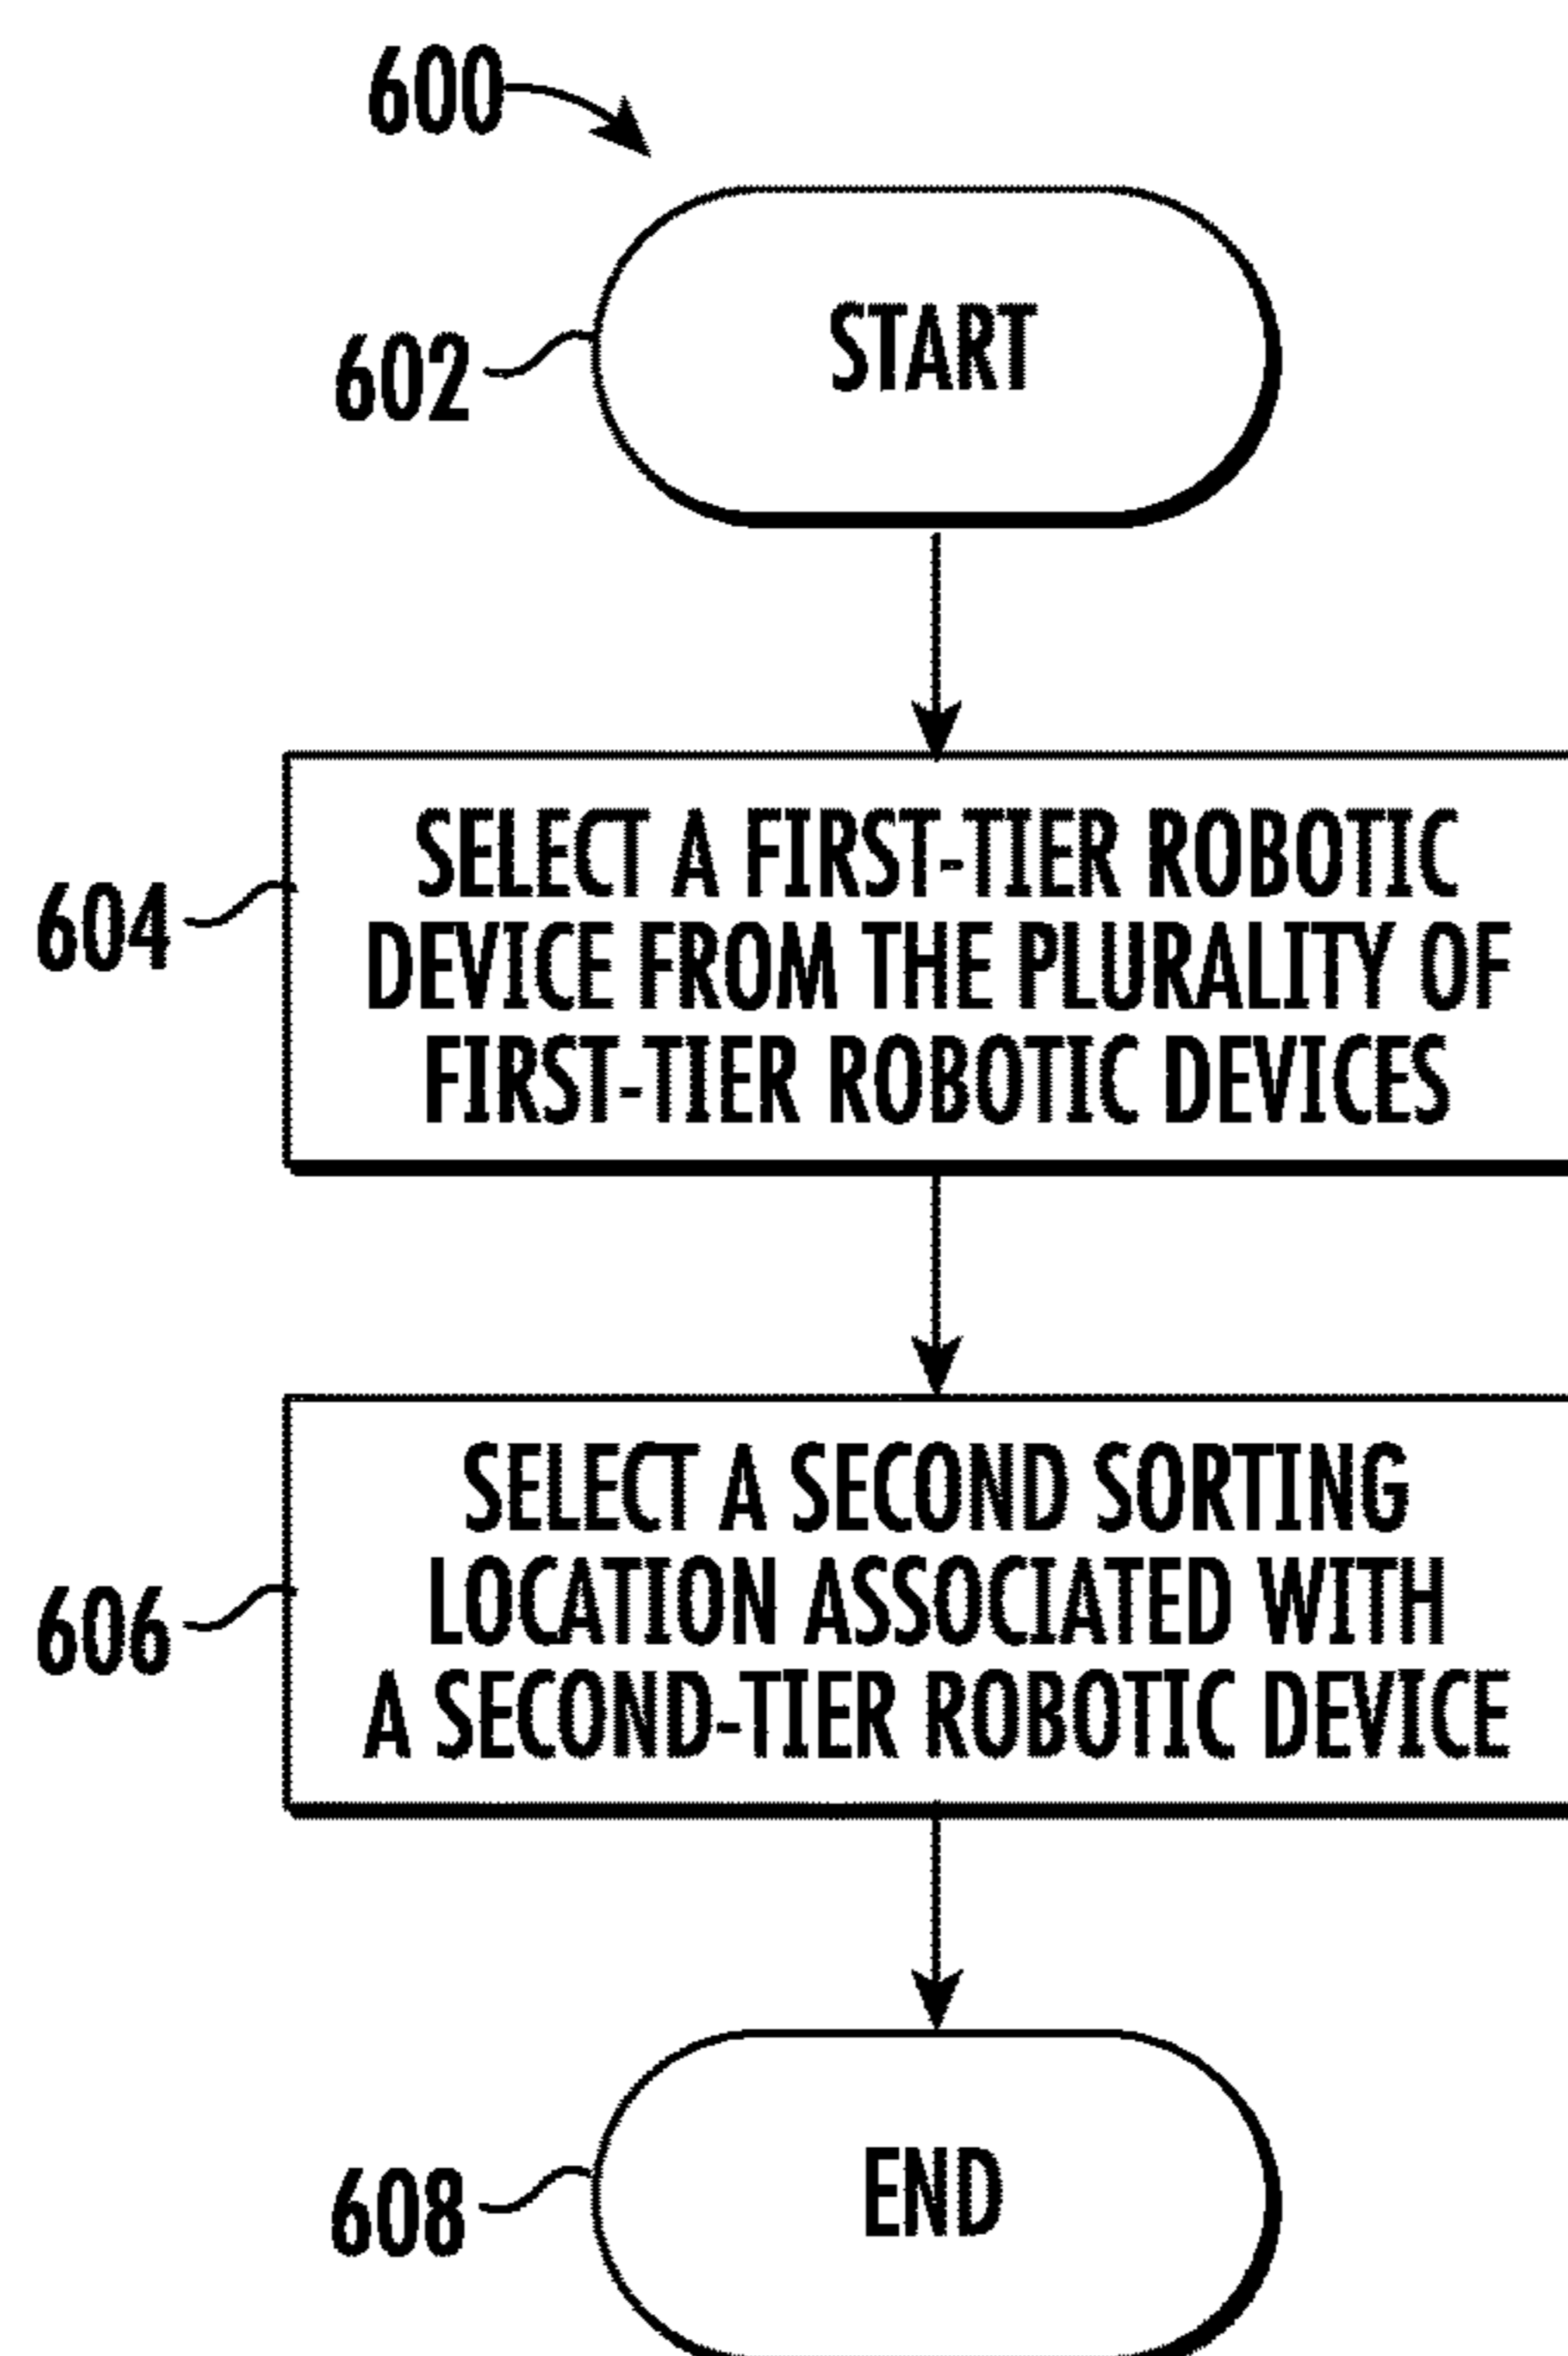 600
602
START
604
SELECT A FIRST-TIER ROBOTIC
DEVICE FROM THE PLURALITY OF
FIRST-TIER ROBOTIC DEVICES
606
SELECT A SECOND SORTING
LOCATION ASSOCIATED WITH
A SECOND-TIER ROBOTIC DEVICE
608
END